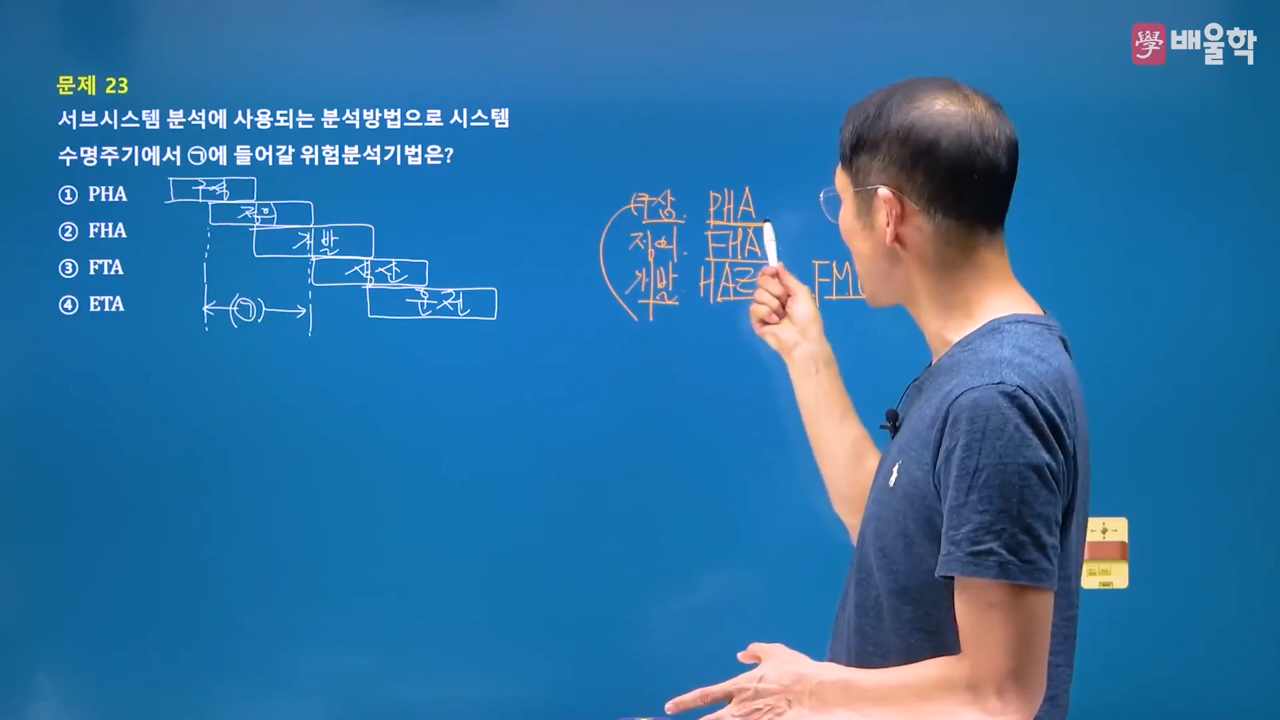 學 배울학
문제 23
서브시스템 분석에 사용되는 분석방법으로 시스템
수명주기에서 ㉠에 들어갈 위험분석기법은?
① PHA
② FHA
③ FTA
④ ETA
구상
정의
개발
생산
운전
(㉠)
구상. PHA
정의. FHA
개발. HAZ FM